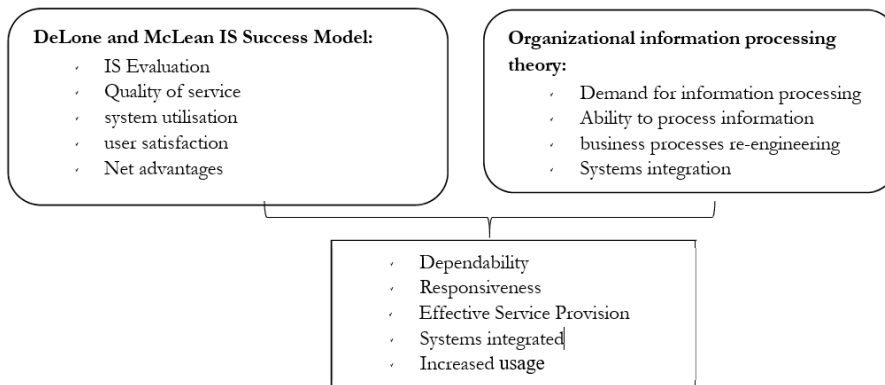 DeLone and McLean IS Success Model:
IS Evaluation
Quality of service
system utilisation
user satisfaction
Net advantages
Organizational information processing
theory:
Demand for information processing
Ability to process information
business processes re-engineering
Systems integration
Dependability
Responsiveness
Effective Service Provision
Systems integrated
Increased usage